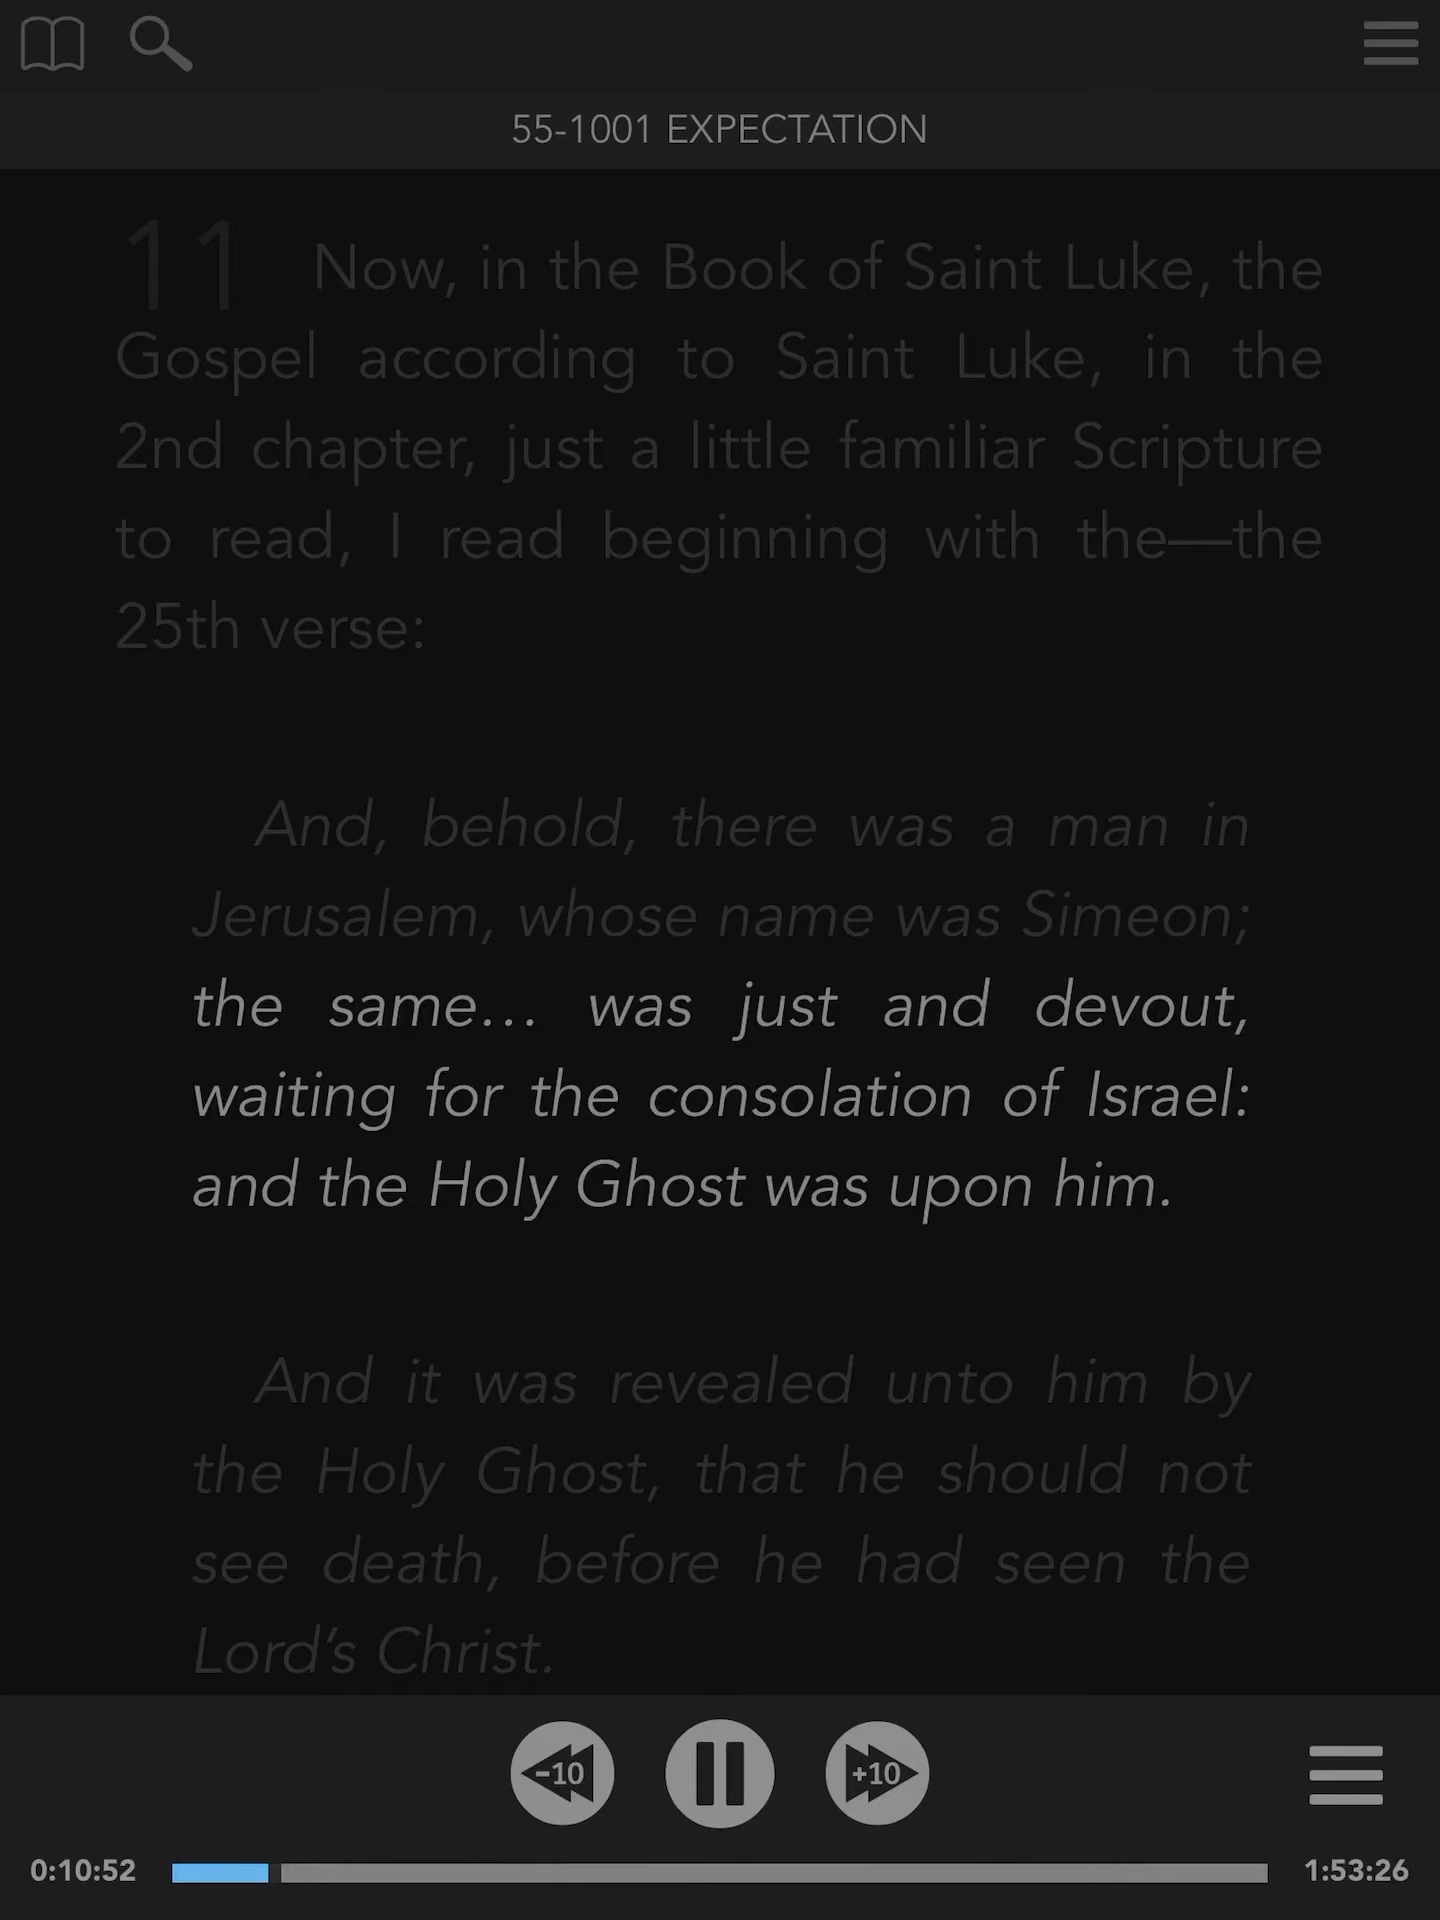 55-1001 EXPECTATION
11 Now, in the Book of Saint Luke, the
Gospel according to Saint Luke, in the
2nd chapter, just a little familiar Scripture
to read, I read beginning with the—the
25th verse:
And, behold, there was a man in
Jerusalem, whose name was Simeon;
the same… was just and devout,
waiting for the consolation of Israel:
and the Holy Ghost was upon him.
And it was revealed unto him by
the Holy Ghost, that he should not
see death, before he had seen the
Lord’s Christ.
-10 +10
0:10:52 1:53:26